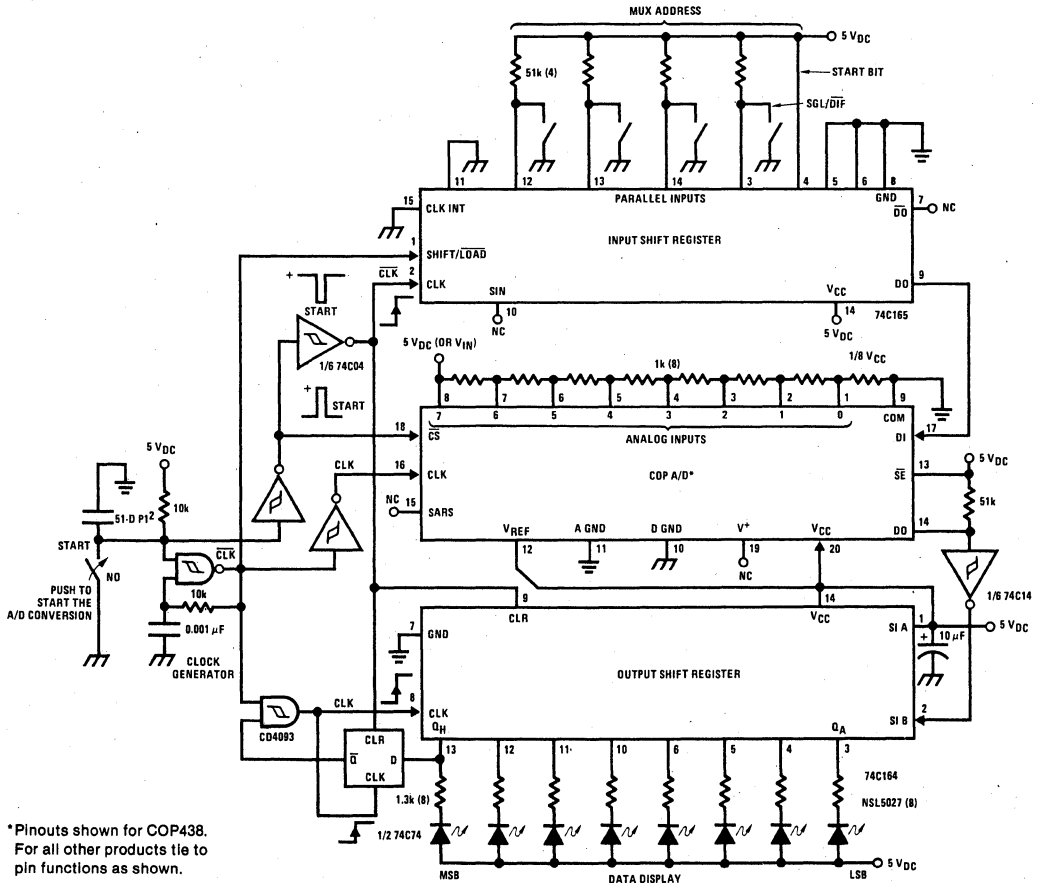 MUX ADDRESS
5 VDC
51k (4)
START BIT
SGL/DIF
11
12
13
14
3
4
5
6
8
GND
PARALLEL INPUTS
15
CLK INT
DO
7
NC
INPUT SHIFT REGISTER
1
SHIFT/LOAD
CLK
2
CLK
DO
9
SIN
10
NC
VCC
14
5 VDC
74C165
+
START
1/6 74C04
+
START
5 VDC (OR VIN)
1k (8)
1/8 VCC
8
7
6
5
4
3
2
1
9
7
6
5
4
3
2
1
0
COM
ANALOG INPUTS
DI
17
18
CS
CLK
16
CLK
COP A/D*
SE
13
5 VDC
51k
NC
15
SARS
DO
14
VREF
A GND
D GND
V+
VCC
12
11
10
19
NC
20
1/6 74C14
5 VDC
10k
51·D P1²
START
NO
PUSH TO
START THE
A/D CONVERSION
CLK
10k
0.001 µF
CLOCK
GENERATOR
9
CLR
14
VCC
7
GND
SI A
1
+
10 µF
5 VDC
OUTPUT SHIFT REGISTER
CLK
8
CLK
SI B
2
CD4093
QH
QA
13
12
11·
10
6
5
4
3
74C164
CLR
Q
D
CLK
1.3k (8)
NSL5027 (8)
1/2 74C74
MSB
DATA DISPLAY
LSB
5 VDC
*Pinouts shown for COP438.
For all other products tie to
pin functions as shown.